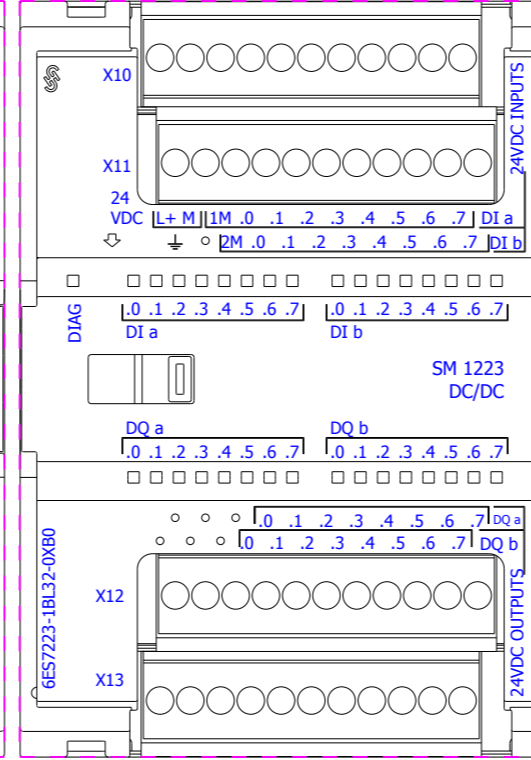 X10
24VDC INPUTS
X11
24
VDC L+ M 1M .0 .1 .2 .3 .4 .5 .6 .7 DI a
2M .0 .1 .2 .3 .4 .5 .6 .7 DI b
DIAG
.0 .1 .2 .3 .4 .5 .6 .7 .0 .1 .2 .3 .4 .5 .6 .7
DI a DI b
SM 1223
DC/DC
DQ a DQ b
.0 .1 .2 .3 .4 .5 .6 .7 .0 .1 .2 .3 .4 .5 .6 .7
.0 .1 .2 .3 .4 .5 .6 .7 DQ a
.0 .1 .2 .3 .4 .5 .6 .7 DQ b
6ES7223-1BL32-0XB0
X12
24VDC OUTPUTS
X13